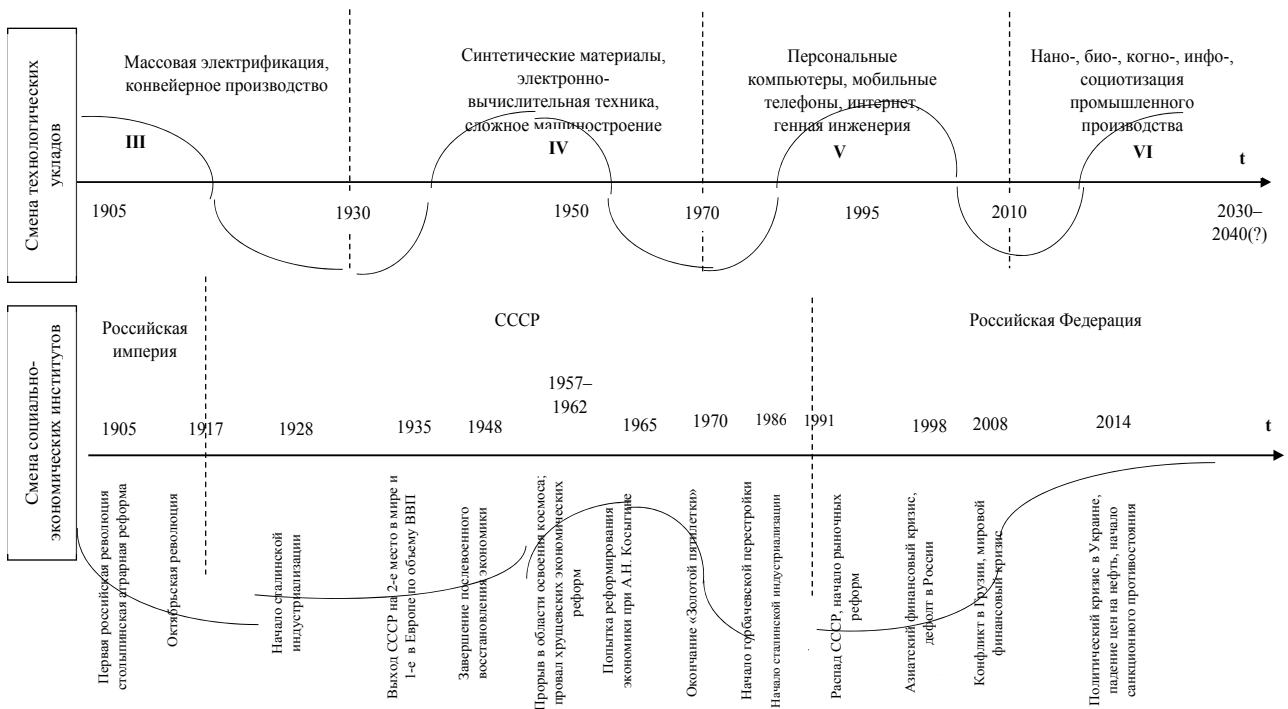 Смена технологических
укладов
Массовая электрификация,
конвейерное производство
III
Синтетические материалы,
электронно-
вычислительная техника,
сложное машиностроение
IV
Персональные
компьютеры, мобильные
телефоны, интернет,
генная инженерия
V
Нано-, био-, когно-, инфо-,
социотизация
промышленного
производства
VI
t
1905
1930
1950
1970
1995
2010
2030–
2040(?)
Смена социально-
экономических институтов
Российская
империя
СССР
Российская Федерация
1905
1917
1928
1935
1948
1957–
1962
1965
1970
1986
1991
1998
2008
2014
t
Первая российская революция
столыпинская аграрная реформа
Октябрьская революция
Начало сталинской
индустриализации
Выход СССР на 2-е место в мире и
1-е в Европе по объему ВВП
Завершение послевоенного
восстановления экономики
Прорыв в области освоения космоса;
провал хрущевских экономических
реформ
Попытка реформирования
экономики при А.Н. Косыгине
Окончание «Золотой пятилетки»
Начало горбачевской перестройки
Начало сталинской индустриализации
Распад СССР, начало рыночных
реформ
Азиатский финансовый кризис,
дефолт в России
Конфликт в Грузии, мировой
финансовый кризис
Политический кризис в Украине,
падение цен на нефть, начало
санкционного противостояния